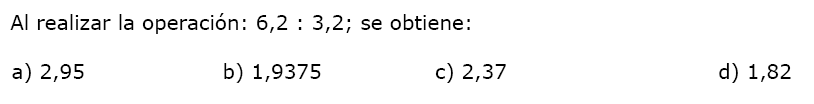 Al realizar la operación: 6,2 : 3,2; se obtiene:
a) 2,95 b) 1,9375 c) 2,37 d) 1,82